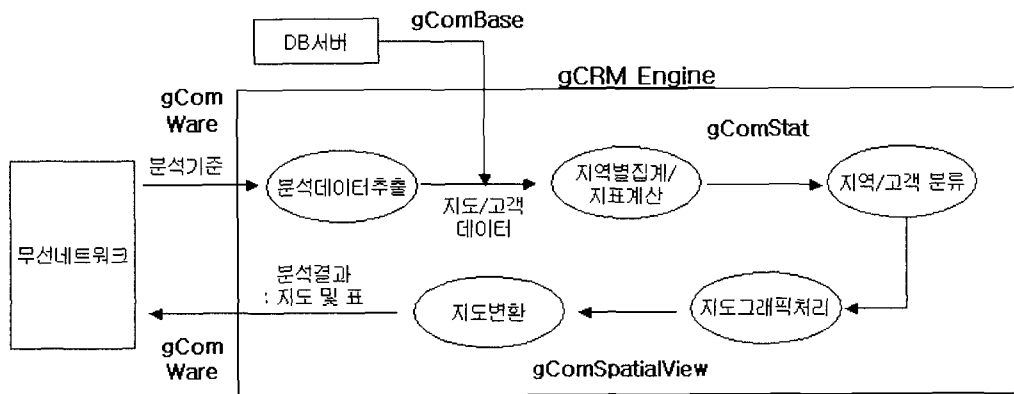 gComBase
DB서버
gCRM Engine
gCom
Ware
gComStat
분석기준
분석데이터추출
지역별집계/
지표계산
지역/고객 분류
지도/고객
데이터
무선네트워크
분석결과
: 지도 및 표
지도변환
지도그래픽처리
gCom
Ware
gComSpatialView